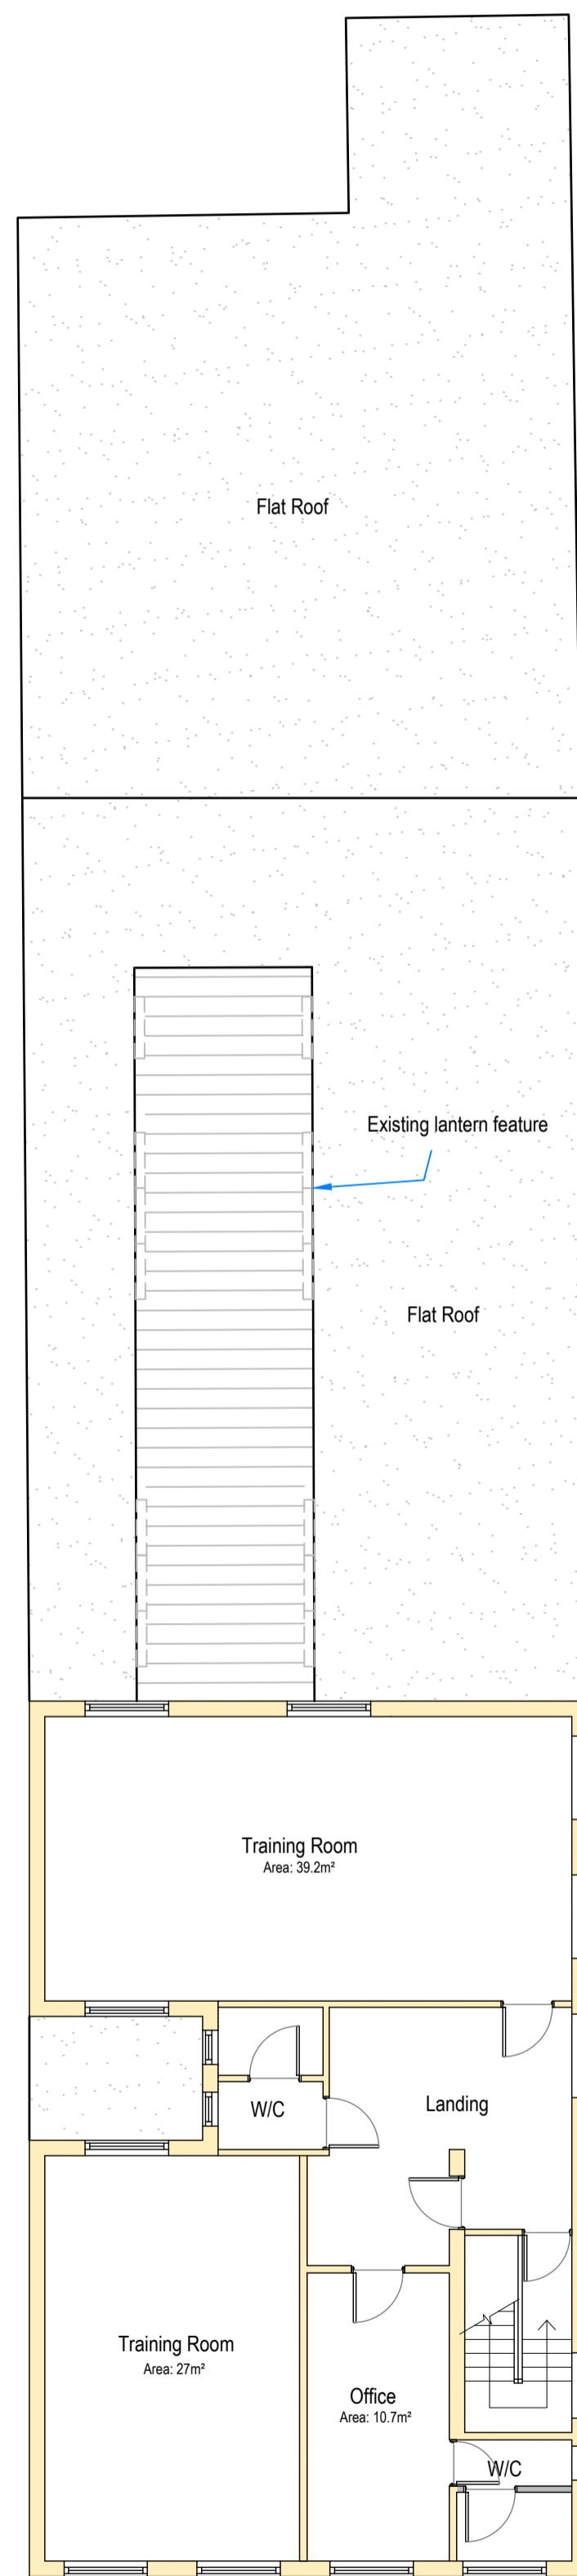 Flat Roof
Existing lantern feature
Flat Roof
Training Room
Area: 39.2m²
W/C
Landing
Training Room
Area: 27m²
Office
Area: 10.7m²
W/C